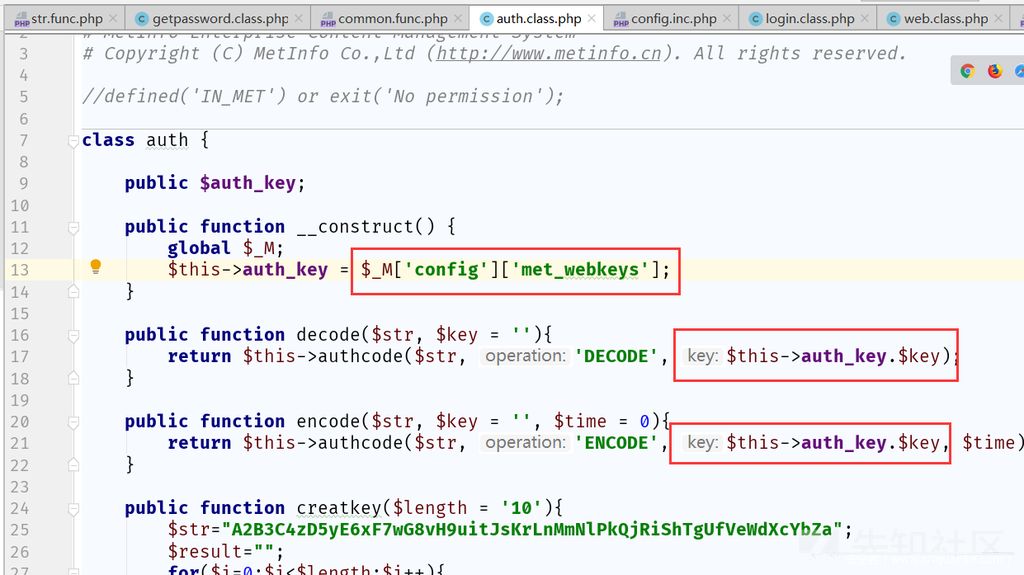 str.func.php × getpassword.class.php × common.func.php × auth.class.php × config.inc.php × login.class.php × web.class.php ×
2 # MetInfo Enterprise Content Management System
3 # Copyright (C) MetInfo Co.,Ltd (http://www.metinfo.cn). All rights reserved.
4
5 //defined('IN_MET') or exit('No permission');
6
7 class auth {
8
9 public $auth_key;
10
11 public function __construct() {
12 global $_M;
13 $this->auth_key = $_M['config']['met_webkeys'];
14 }
15
16 public function decode($str, $key = ''){
17 return $this->authcode($str, operation: 'DECODE', key: $this->auth_key.$key);
18 }
19
20 public function encode($str, $key = '', $time = 0){
21 return $this->authcode($str, operation: 'ENCODE', key: $this->auth_key.$key, $time)
22 }
23
24 public function creatkey($length = '10'){
25 $str="A2B3C4zD5yE6xF7wG8vH9uitJsKrLnMmNlPkQjRiShTgUfVeWdXcYbZa";
26 $result="";
27 for($i=0;$i<$length;$i++){
先知社区